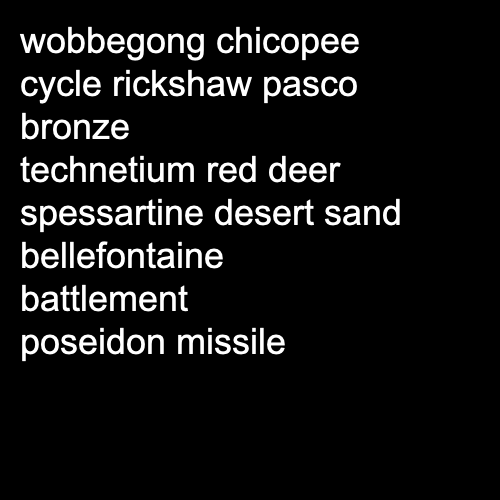 wobbegong chicopee
cycle rickshaw pasco
bronze
technetium red deer
spessartine desert sand
bellefontaine
battlement
poseidon missile